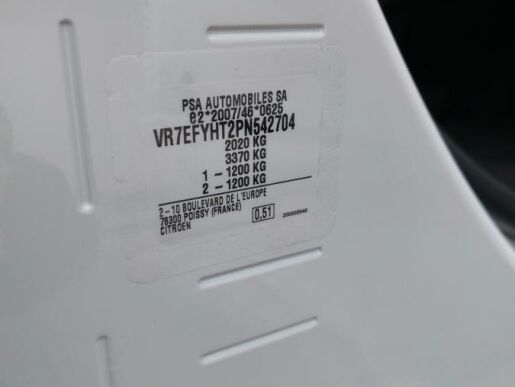 PSA AUTOMOBILES SA
e2*2007/46*0625
VR7EFYHT2PN542704
2020 KG
3370 KG
1 - 1200 KG
2 - 1200 KG
2-10 BOULEVARD DE L'EUROPE
78300 POISSY (FRANCE)
CITROEN
0,51